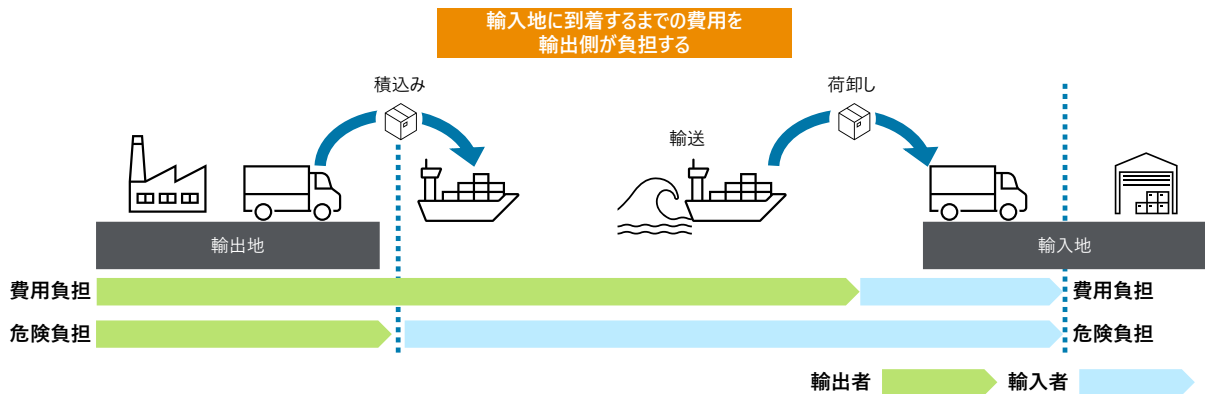 輸入地に到着するまでの費用を
輸出側が負担する
積込み
荷卸し
輸送
輸出地
輸入地
費用負担
費用負担
危険負担
危険負担
輸出者
輸入者